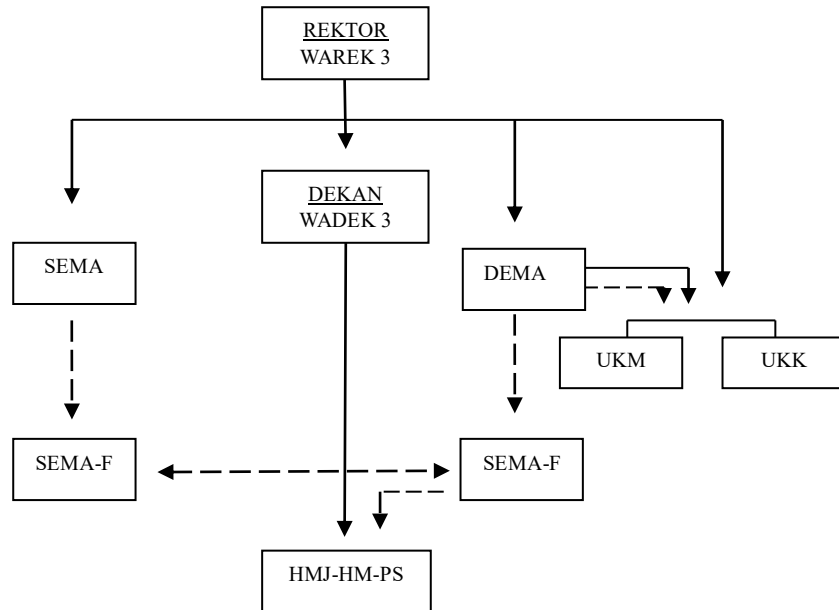 REKTOR
WAREK 3
DEKAN
WADEK 3
SEMA
DEMA
UKM
UKK
SEMA-F
SEMA-F
HMJ-HM-PS